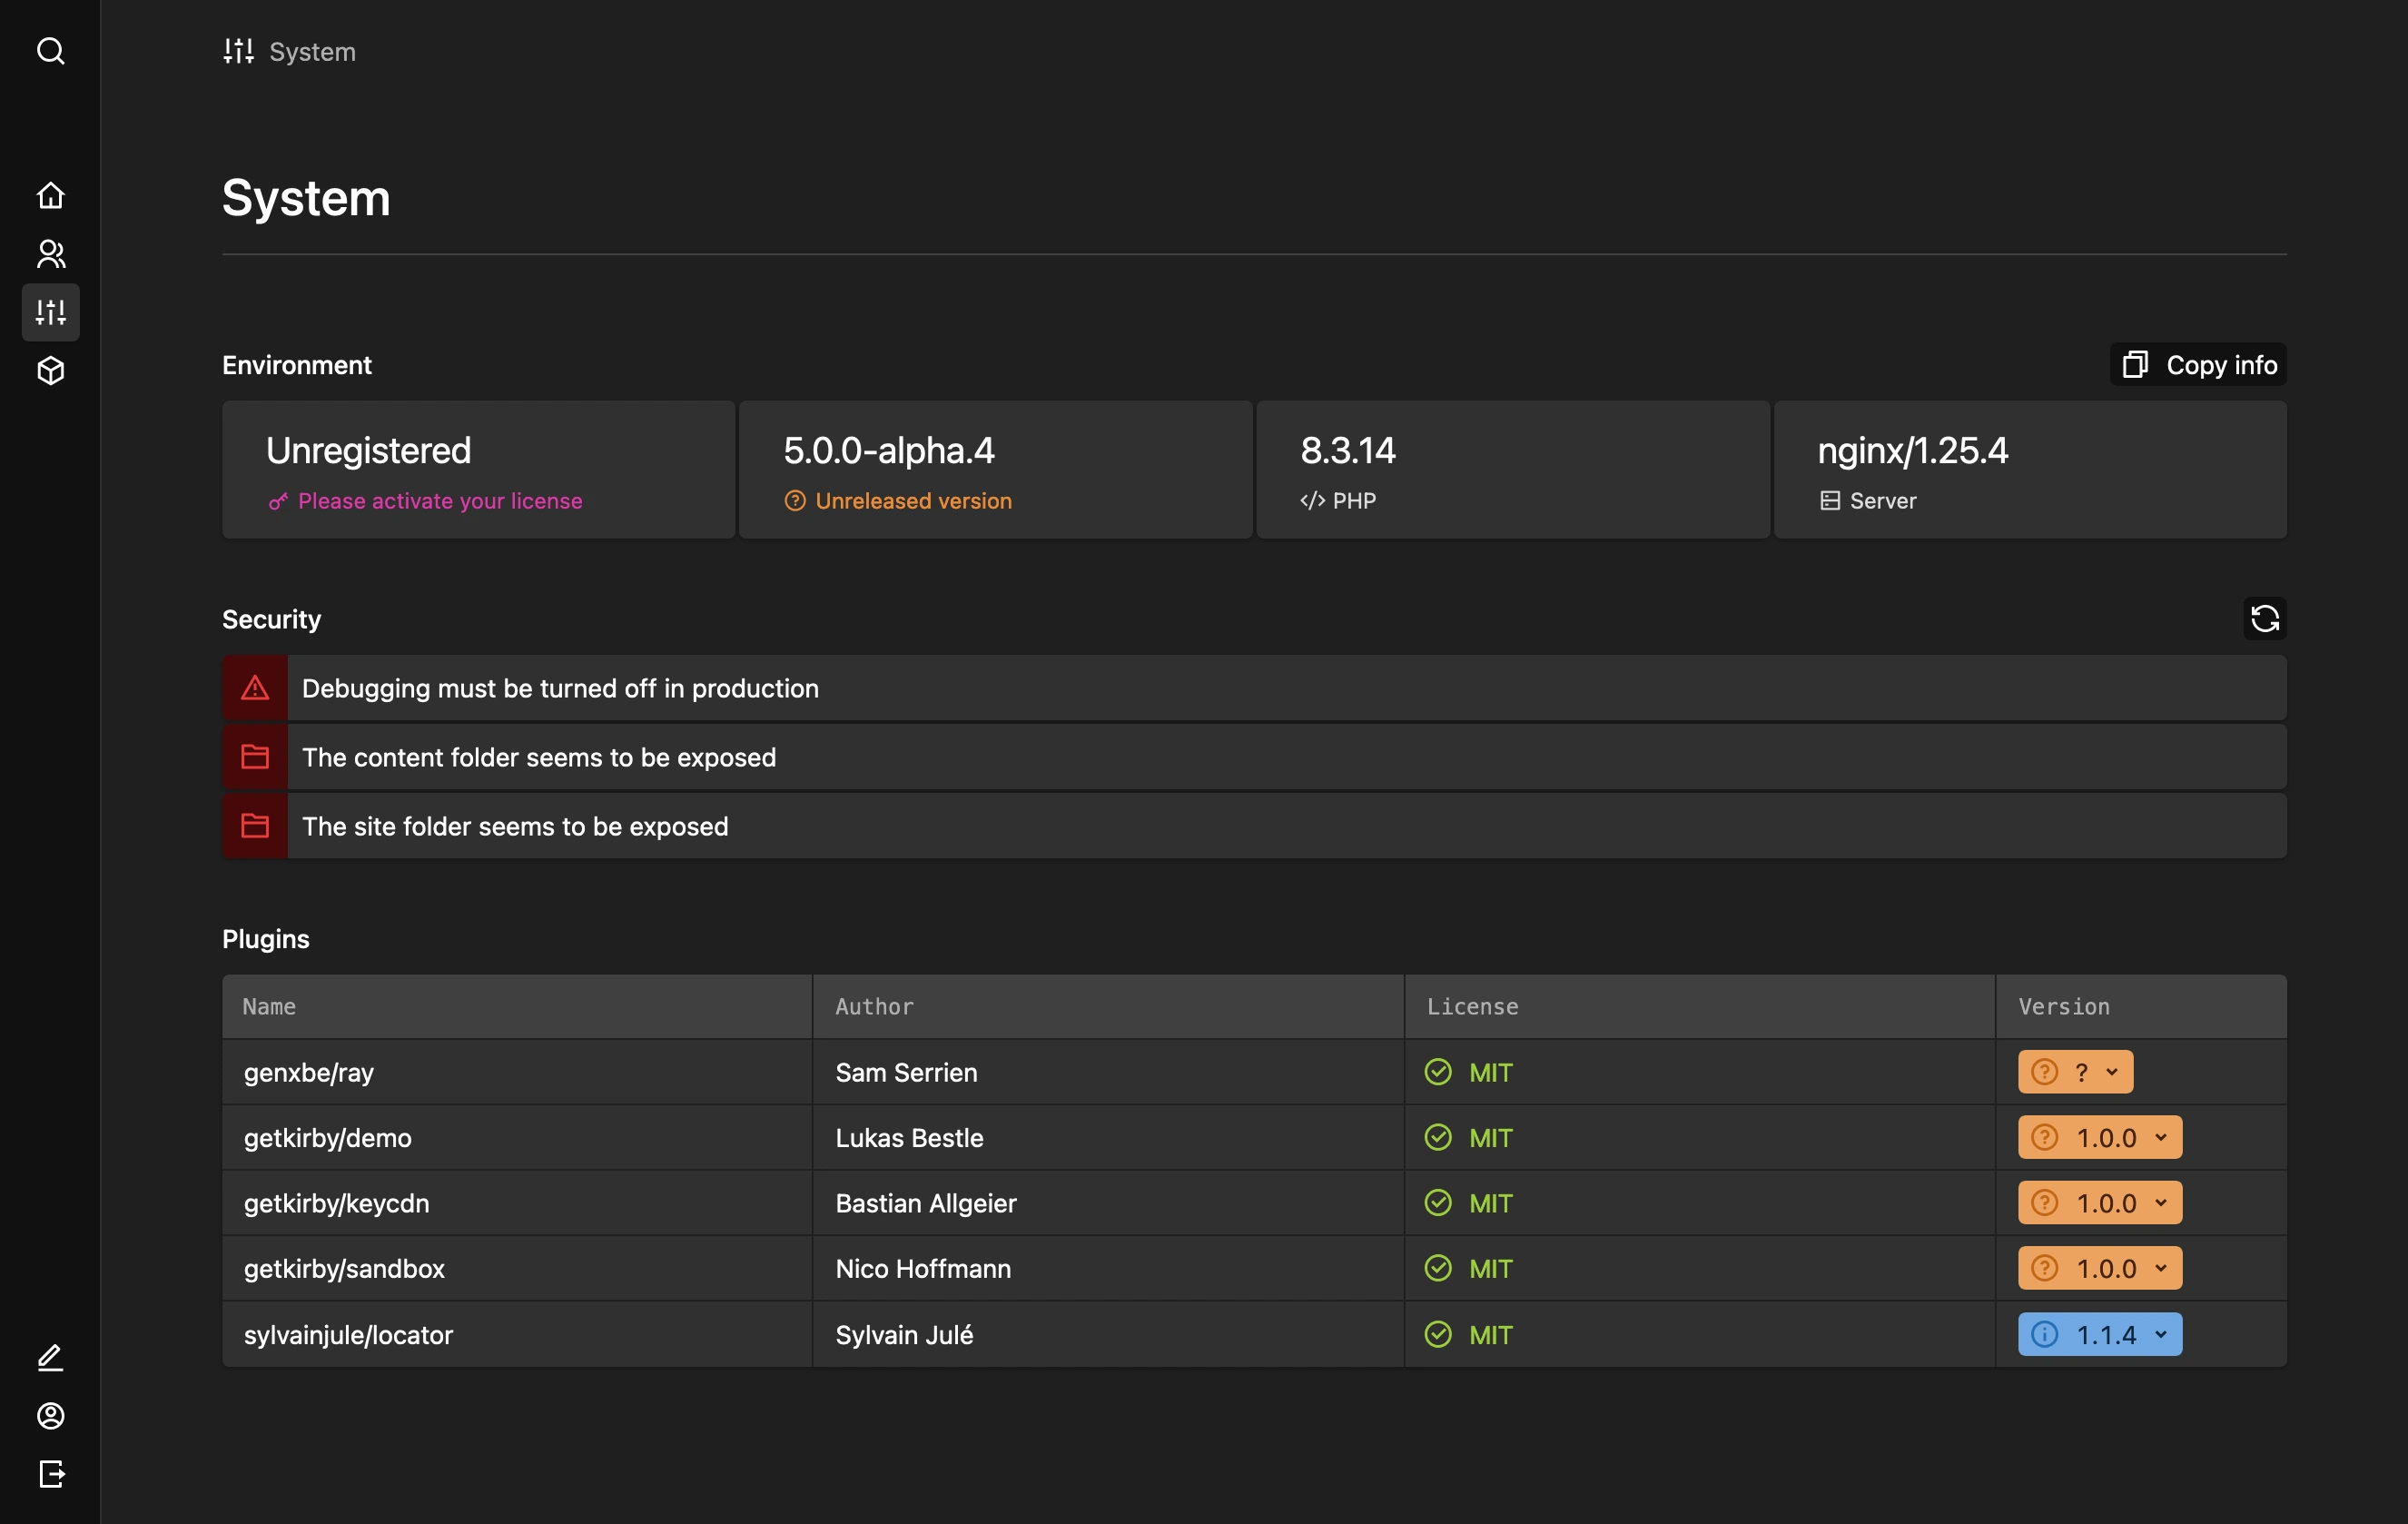 System
System
Environment
Copy info
Unregistered
Please activate your license
5.0.0-alpha.4
Unreleased version
8.3.14
</> PHP
nginx/1.25.4
Server
Security
Debugging must be turned off in production
The content folder seems to be exposed
The site folder seems to be exposed
Plugins
Name Author License Version
genxbe/ray Sam Serrien MIT ?
getkirby/demo Lukas Bestle MIT 1.0.0
getkirby/keycdn Bastian Allgeier MIT 1.0.0
getkirby/sandbox Nico Hoffmann MIT 1.0.0
sylvainjule/locator Sylvain Julé MIT 1.1.4